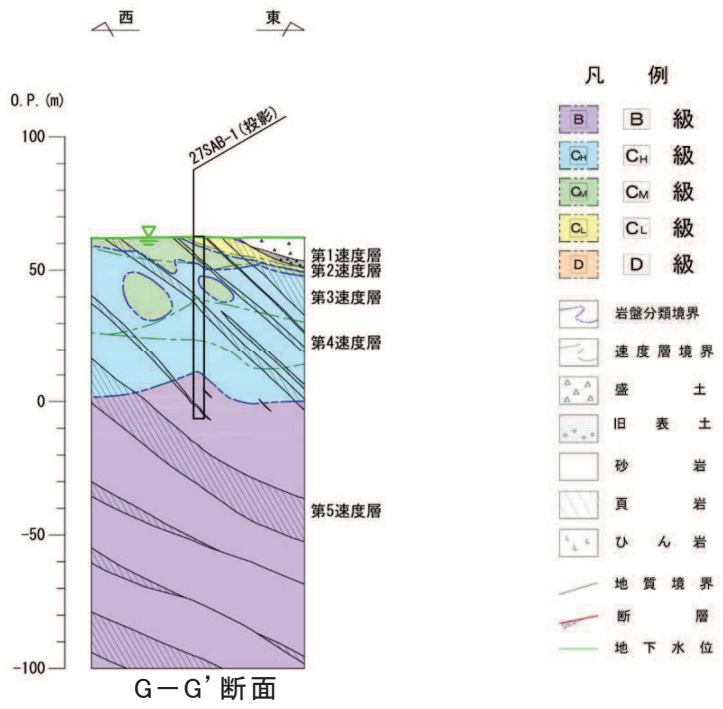 西 東
O.P.(m)
27SAB-1(投影)
100
50
0
-50
-100
第1速度層
第2速度層
第3速度層
第4速度層
第5速度層
G－G’断面
凡 例
B B 級
CH CH 級
CM CM 級
CL CL 級
D D 級
岩盤分類境界
速度層境界
盛土
旧表土
砂岩
頁岩
ひん岩
地質境界
断層
地下水位